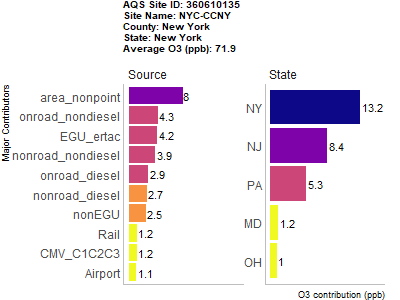 AQS Site ID: 360610135
Site Name: NYC-CCNY
County: New York
State: New York
Average O3 (ppb): 71.9
Source
Major Contributors
area_nonpoint 8
onroad_nondiesel 4.3
EGU_ertac 4.2
nonroad_nondiesel 3.9
onroad_diesel 2.9
nonroad_diesel 2.7
nonEGU 2.5
Rail 1.2
CMV_C1C2C3 1.2
Airport 1.1
State
NY 13.2
NJ 8.4
PA 5.3
MD 1.2
OH 1
O3 contribution (ppb)